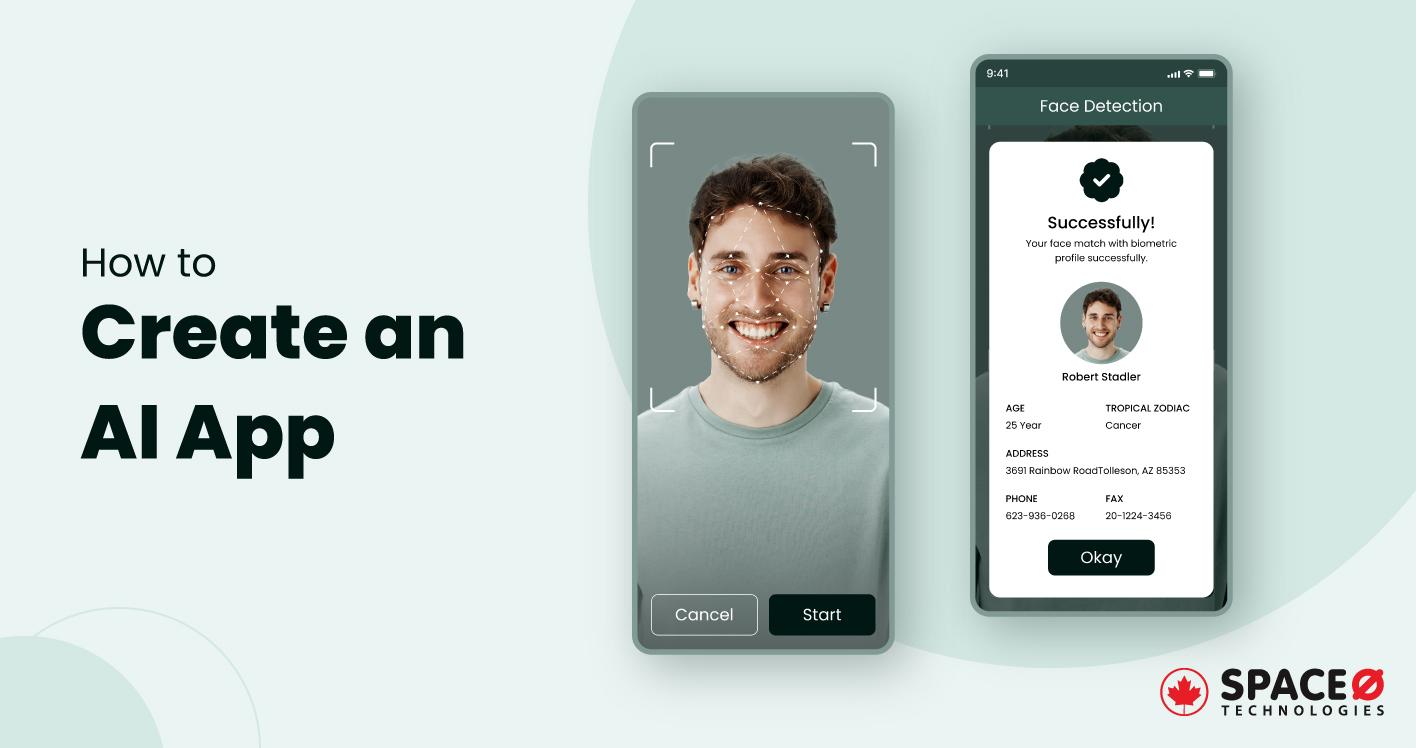 How to
Create an
AI App
Cancel
Start
9:41
Face Detection
Successfully!
Your face match with biometric
profile successfully.
Robert Stadler
AGE
TROPICAL ZODIAC
25 Year
Cancer
ADDRESS
3691 Rainbow RoadTolleson, AZ 85353
PHONE
FAX
623-936-0268
20-1224-3456
Okay
SPACEØ
TECHNOLOGIES